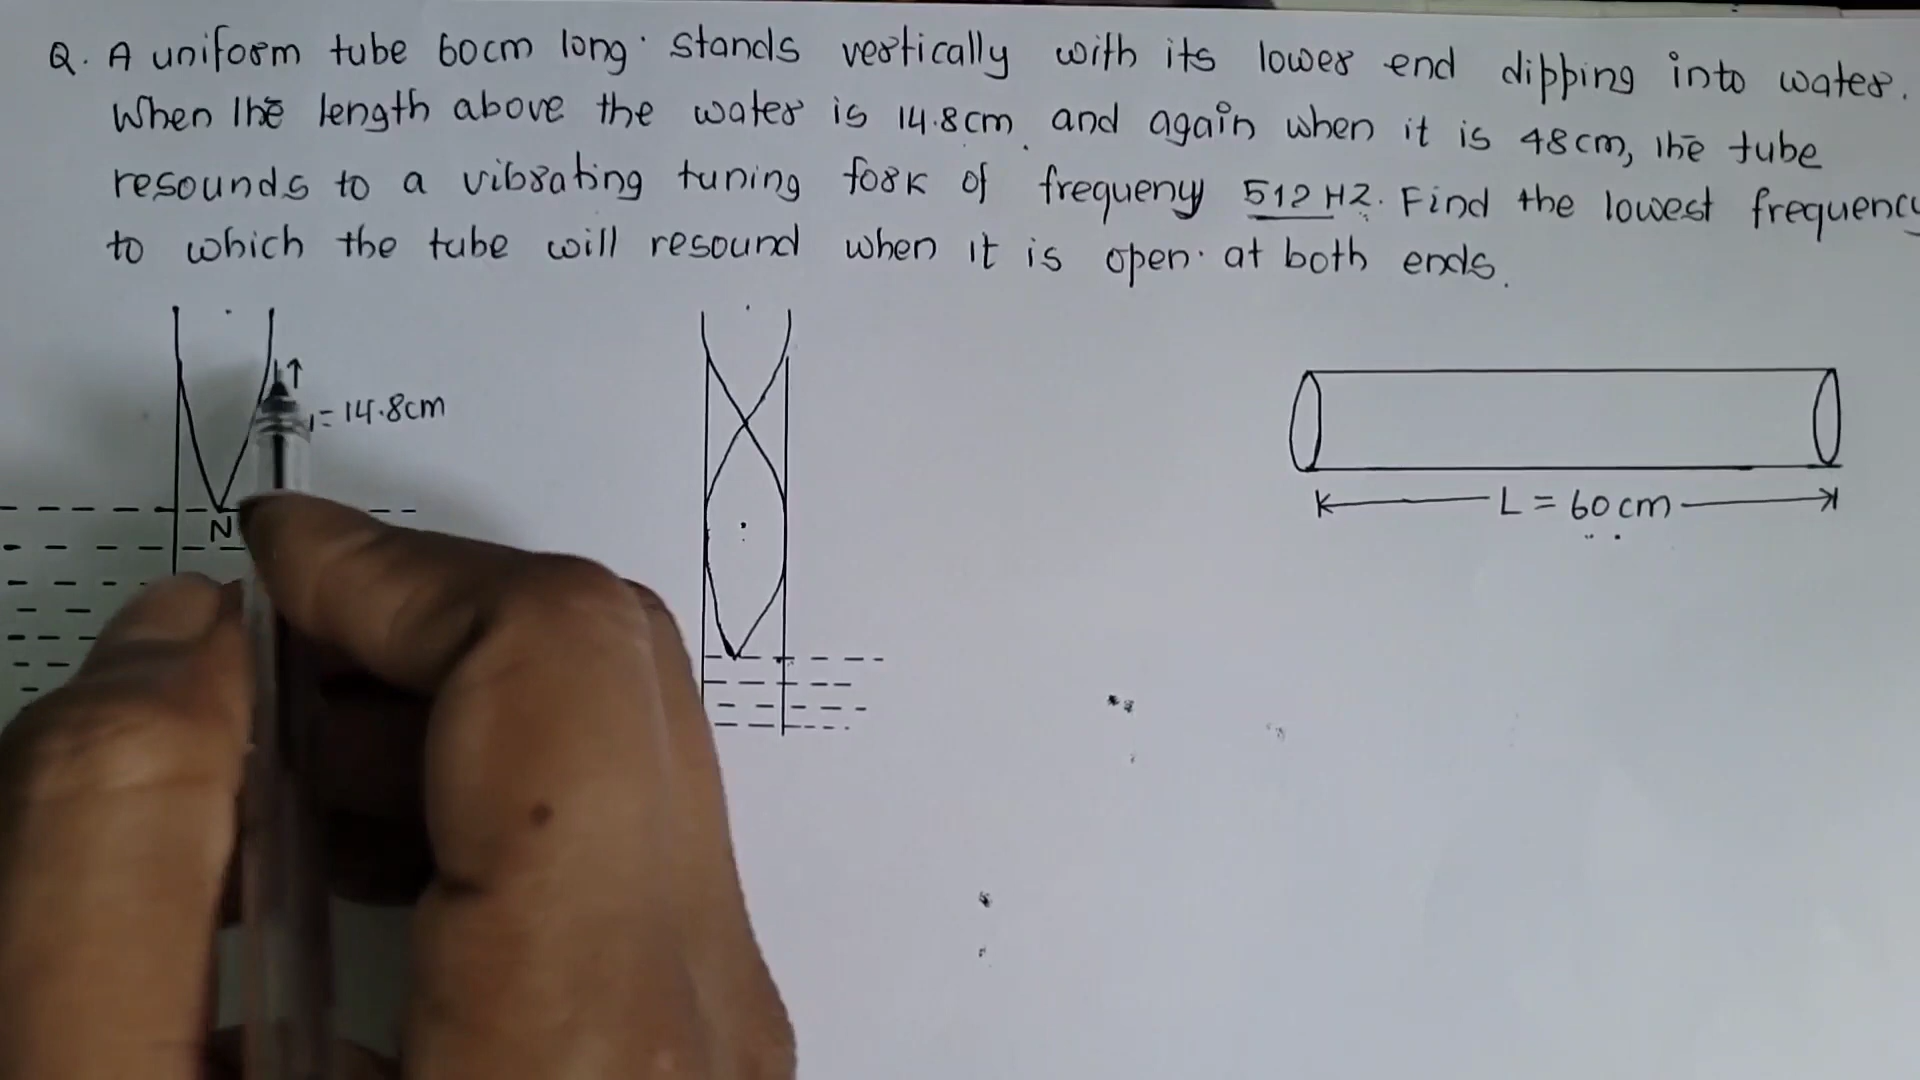 Q. A uniform tube 60cm long stands vertically with its lower end dipping into water.
When the length above the water is 14.8cm and again when it is 48cm, the tube
resounds to a vibrating tuning fork of frequeny 512 HZ. Find the lowest frequency
to which the tube will resound when it is open at both ends.
= 14.8cm
N
L = 60cm